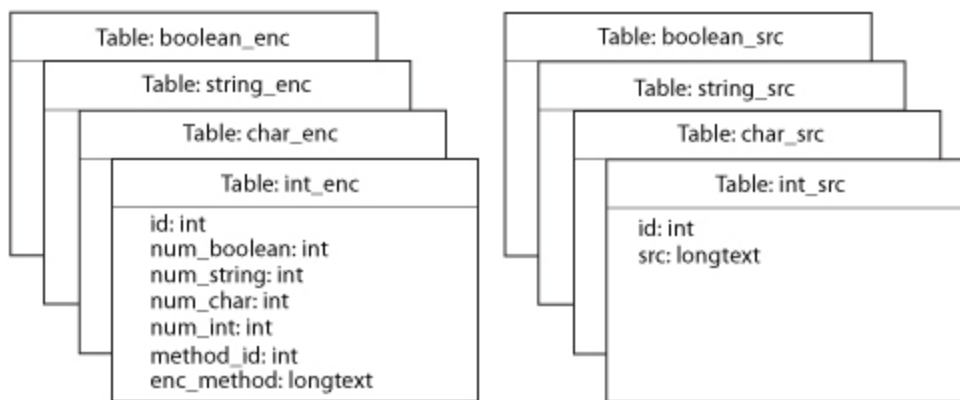 Table: boolean_enc
Table: string_enc
Table: char_enc
Table: int_enc
id: int
num_boolean: int
num_string: int
num_char: int
num_int: int
method_id: int
enc_method: longtext
Table: boolean_src
Table: string_src
Table: char_src
Table: int_src
id: int
src: longtext